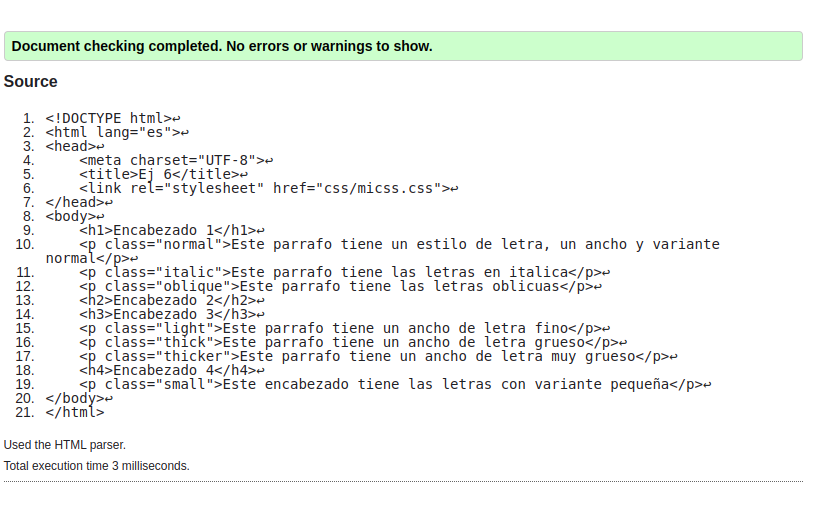 Document checking completed. No errors or warnings to show.
Source
1. <!DOCTYPE html>↩
2. <html lang="es">↩
3. <head>↩
4.     <meta charset="UTF-8">↩
5.     <title>Ej 6</title>↩
6.     <link rel="stylesheet" href="css/micss.css">↩
7. </head>↩
8. <body>↩
9.     <h1>Encabezado 1</h1>↩
10.     <p class="normal">Este parrafo tiene un estilo de letra, un ancho y variante
normal</p>↩
11.     <p class="italic">Este parrafo tiene las letras en italica</p>↩
12.     <p class="oblique">Este parrafo tiene las letras oblicuas</p>↩
13.     <h2>Encabezado 2</h2>↩
14.     <h3>Encabezado 3</h3>↩
15.     <p class="light">Este parrafo tiene un ancho de letra fino</p>↩
16.     <p class="thick">Este parrafo tiene un ancho de letra grueso</p>↩
17.     <p class="thicker">Este parrafo tiene un ancho de letra muy grueso</p>↩
18.     <h4>Encabezado 4</h4>↩
19.     <p class="small">Este encabezado tiene las letras con variante pequeña</p>↩
20. </body>↩
21. </html>
Used the HTML parser.
Total execution time 3 milliseconds.